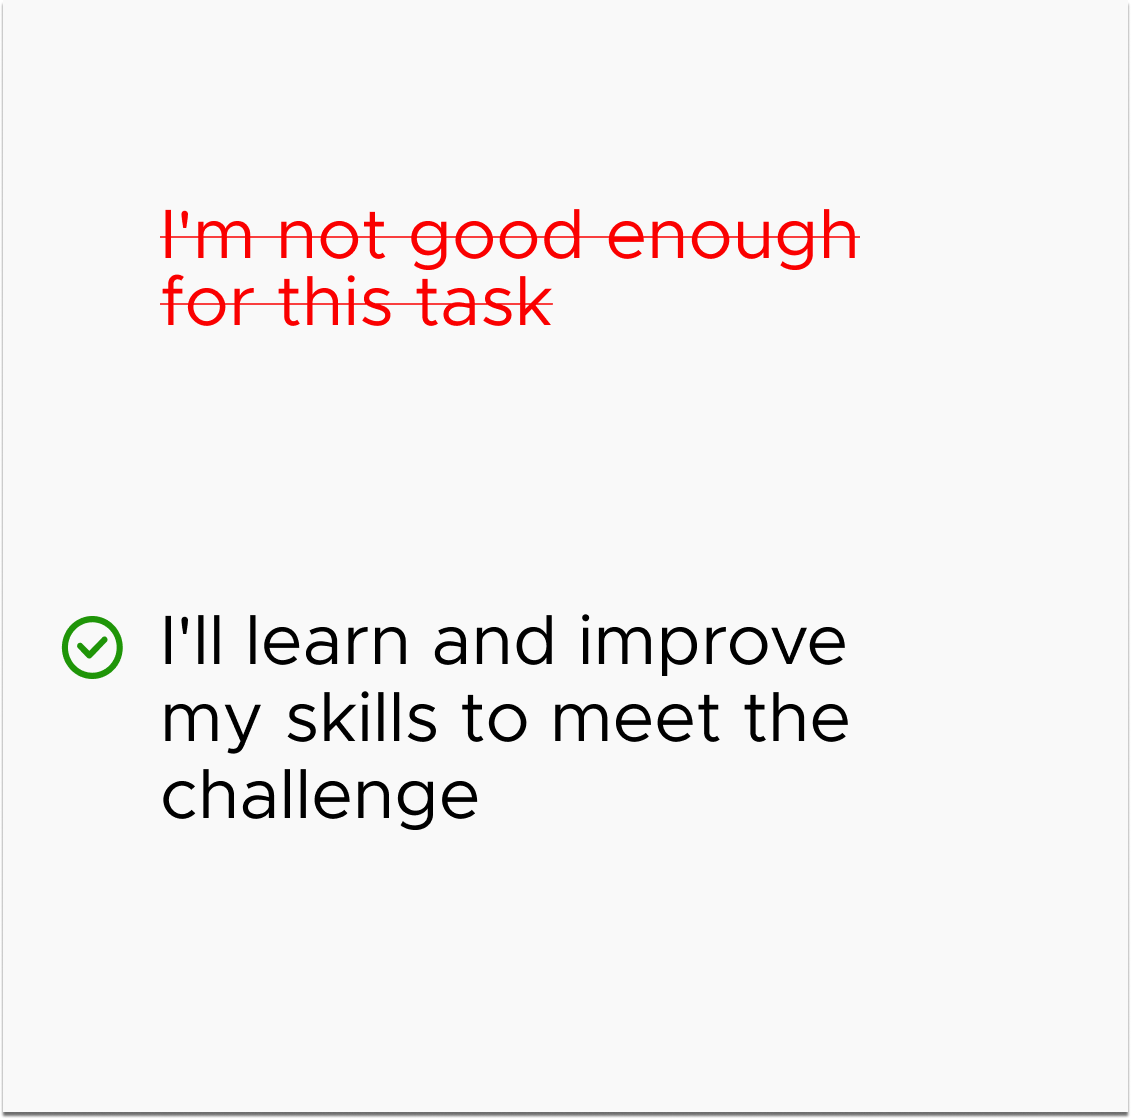 I'm not good enough
for this task
I'll learn and improve
my skills to meet the
challenge